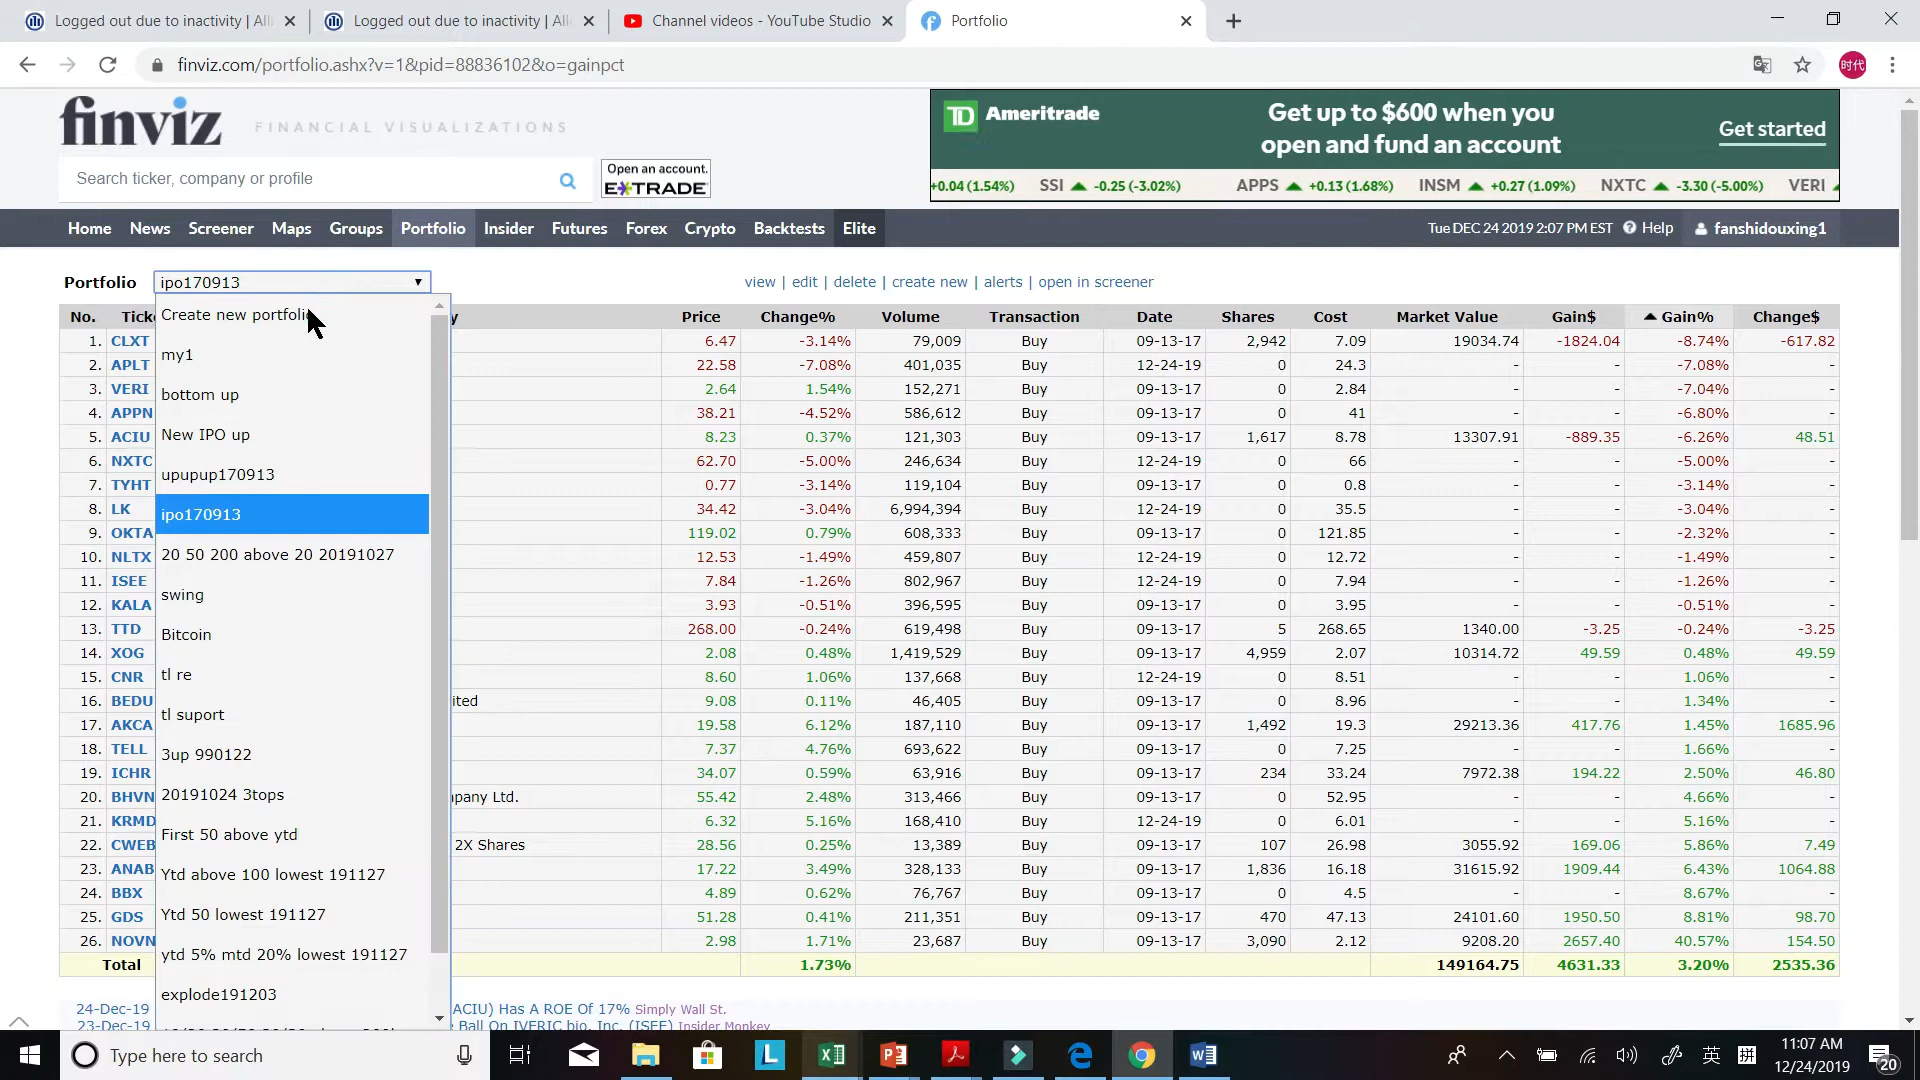 Logged out due to inactivity | Alli
Logged out due to inactivity | All
Channel videos - YouTube Studio
Portfolio
finviz.com/portfolio.ashx?v=1&pid=88836102&o=gainpct
时代
finviz FINANCIAL VISUALIZATIONS
TD Ameritrade
Get up to $600 when you
open and fund an account
Get started
Search ticker, company or profile
Open an account.
E*TRADE
+0.04 (1.54%) SSI -0.25 (-3.02%) APPS +0.13 (1.68%) INSM +0.27 (1.09%) NXTC -3.30 (-5.00%) VERI
Home News Screener Maps Groups Portfolio Insider Futures Forex Crypto Backtests Elite
Tue DEC 24 2019 2:07 PM EST Help fanshidouxing1
Portfolio ipo170913
view | edit | delete | create new | alerts | open in screener
Create new portfolio
my1
bottom up
New IPO up
upupup170913
ipo170913
20 50 200 above 20 20191027
swing
Bitcoin
tl re
tl suport
3up 990122
20191024 3tops
First 50 above ytd
Ytd above 100 lowest 191127
Ytd 50 lowest 191127
ytd 5% mtd 20% lowest 191127
explode191203
No. Ticke y Price Change% Volume Transaction Date Shares Cost Market Value Gain$ Gain% Change$
1. CLXT 6.47 -3.14% 79,009 Buy 09-13-17 2,942 7.09 19034.74 -1824.04 -8.74% -617.82
2. APLT 22.58 -7.08% 401,035 Buy 12-24-19 0 24.3 - - -7.08% -
3. VERI 2.64 1.54% 152,271 Buy 09-13-17 0 2.84 - - -7.04% -
4. APPN 38.21 -4.52% 586,612 Buy 09-13-17 0 41 - - -6.80% -
5. ACIU 8.23 0.37% 121,303 Buy 09-13-17 1,617 8.78 13307.91 -889.35 -6.26% 48.51
6. NXTC 62.70 -5.00% 246,634 Buy 12-24-19 0 66 - - -5.00% -
7. TYHT 0.77 -3.14% 119,104 Buy 09-13-17 0 0.8 - - -3.14% -
8. LK 34.42 -3.04% 6,994,394 Buy 09-13-17 0 35.5 - - -3.04% -
9. OKTA 119.02 0.79% 608,333 Buy 09-13-17 0 121.85 - - -2.32% -
10. NLTX 12.53 -1.49% 459,807 Buy 12-24-19 0 12.72 - - -1.49% -
11. ISEE 7.84 -1.26% 802,967 Buy 09-13-17 0 7.94 - - -1.26% -
12. KALA 3.93 -0.51% 396,595 Buy 09-13-17 0 3.95 - - -0.51% -
13. TTD 268.00 -0.24% 619,498 Buy 09-13-17 5 268.65 1340.00 -3.25 -0.24% -3.25
14. XOG 2.08 0.48% 1,419,529 Buy 09-13-17 4,959 2.07 10314.72 49.59 0.48% 49.59
15. CNR 8.60 1.06% 137,668 Buy 12-24-19 0 8.51 - - 1.06% -
16. BEDU ited 9.08 0.11% 46,405 Buy 09-13-17 0 8.96 - - 1.34% -
17. AKCA 19.58 6.12% 187,110 Buy 09-13-17 1,492 19.3 29213.36 417.76 1.45% 1685.96
18. TELL 7.37 4.76% 693,622 Buy 09-13-17 0 7.25 - - 1.66% -
19. ICHR 34.07 0.59% 63,916 Buy 09-13-17 234 33.24 7972.38 194.22 2.50% 46.80
20. BHVN mpany Ltd. 55.42 2.48% 313,466 Buy 09-13-17 0 52.95 - - 4.66% -
21. KRMD 6.32 5.16% 168,410 Buy 12-24-19 0 6.01 - - 5.16% -
22. CWEB 2X Shares 28.56 0.25% 13,389 Buy 09-13-17 107 26.98 3055.92 169.06 5.86% 7.49
23. ANAB 17.22 3.49% 328,133 Buy 09-13-17 1,836 16.18 31615.92 1909.44 6.43% 1064.88
24. BBX 4.89 0.62% 76,767 Buy 09-13-17 0 4.5 - - 8.67% -
25. GDS 51.28 0.41% 211,351 Buy 09-13-17 470 47.13 24101.60 1950.50 8.81% 98.70
26. NOVN 2.98 1.71% 23,687 Buy 09-13-17 3,090 2.12 9208.20 2657.40 40.57% 154.50
Total 1.73% 149164.75 4631.33 3.20% 2535.36
24-Dec-19 ACIU) Has A ROE Of 17% Simply Wall St.
23-Dec-19 e Ball On IVERIC bio, Inc. (ISEE) Insider Monkey
Type here to search
英 拼
11:07 AM
12/24/2019
20